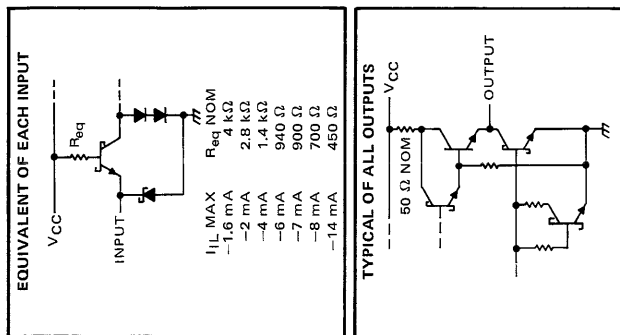 EQUIVALENT OF EACH INPUT
VCC
Req
INPUT
IIL MAX Req NOM
−1.6 mA 4 kΩ
−2 mA 2.8 kΩ
−4 mA 1.4 kΩ
−6 mA 940 Ω
−7 mA 900 Ω
−8 mA 700 Ω
−14 mA 450 Ω
TYPICAL OF ALL OUTPUTS
VCC
50 Ω NOM
OUTPUT